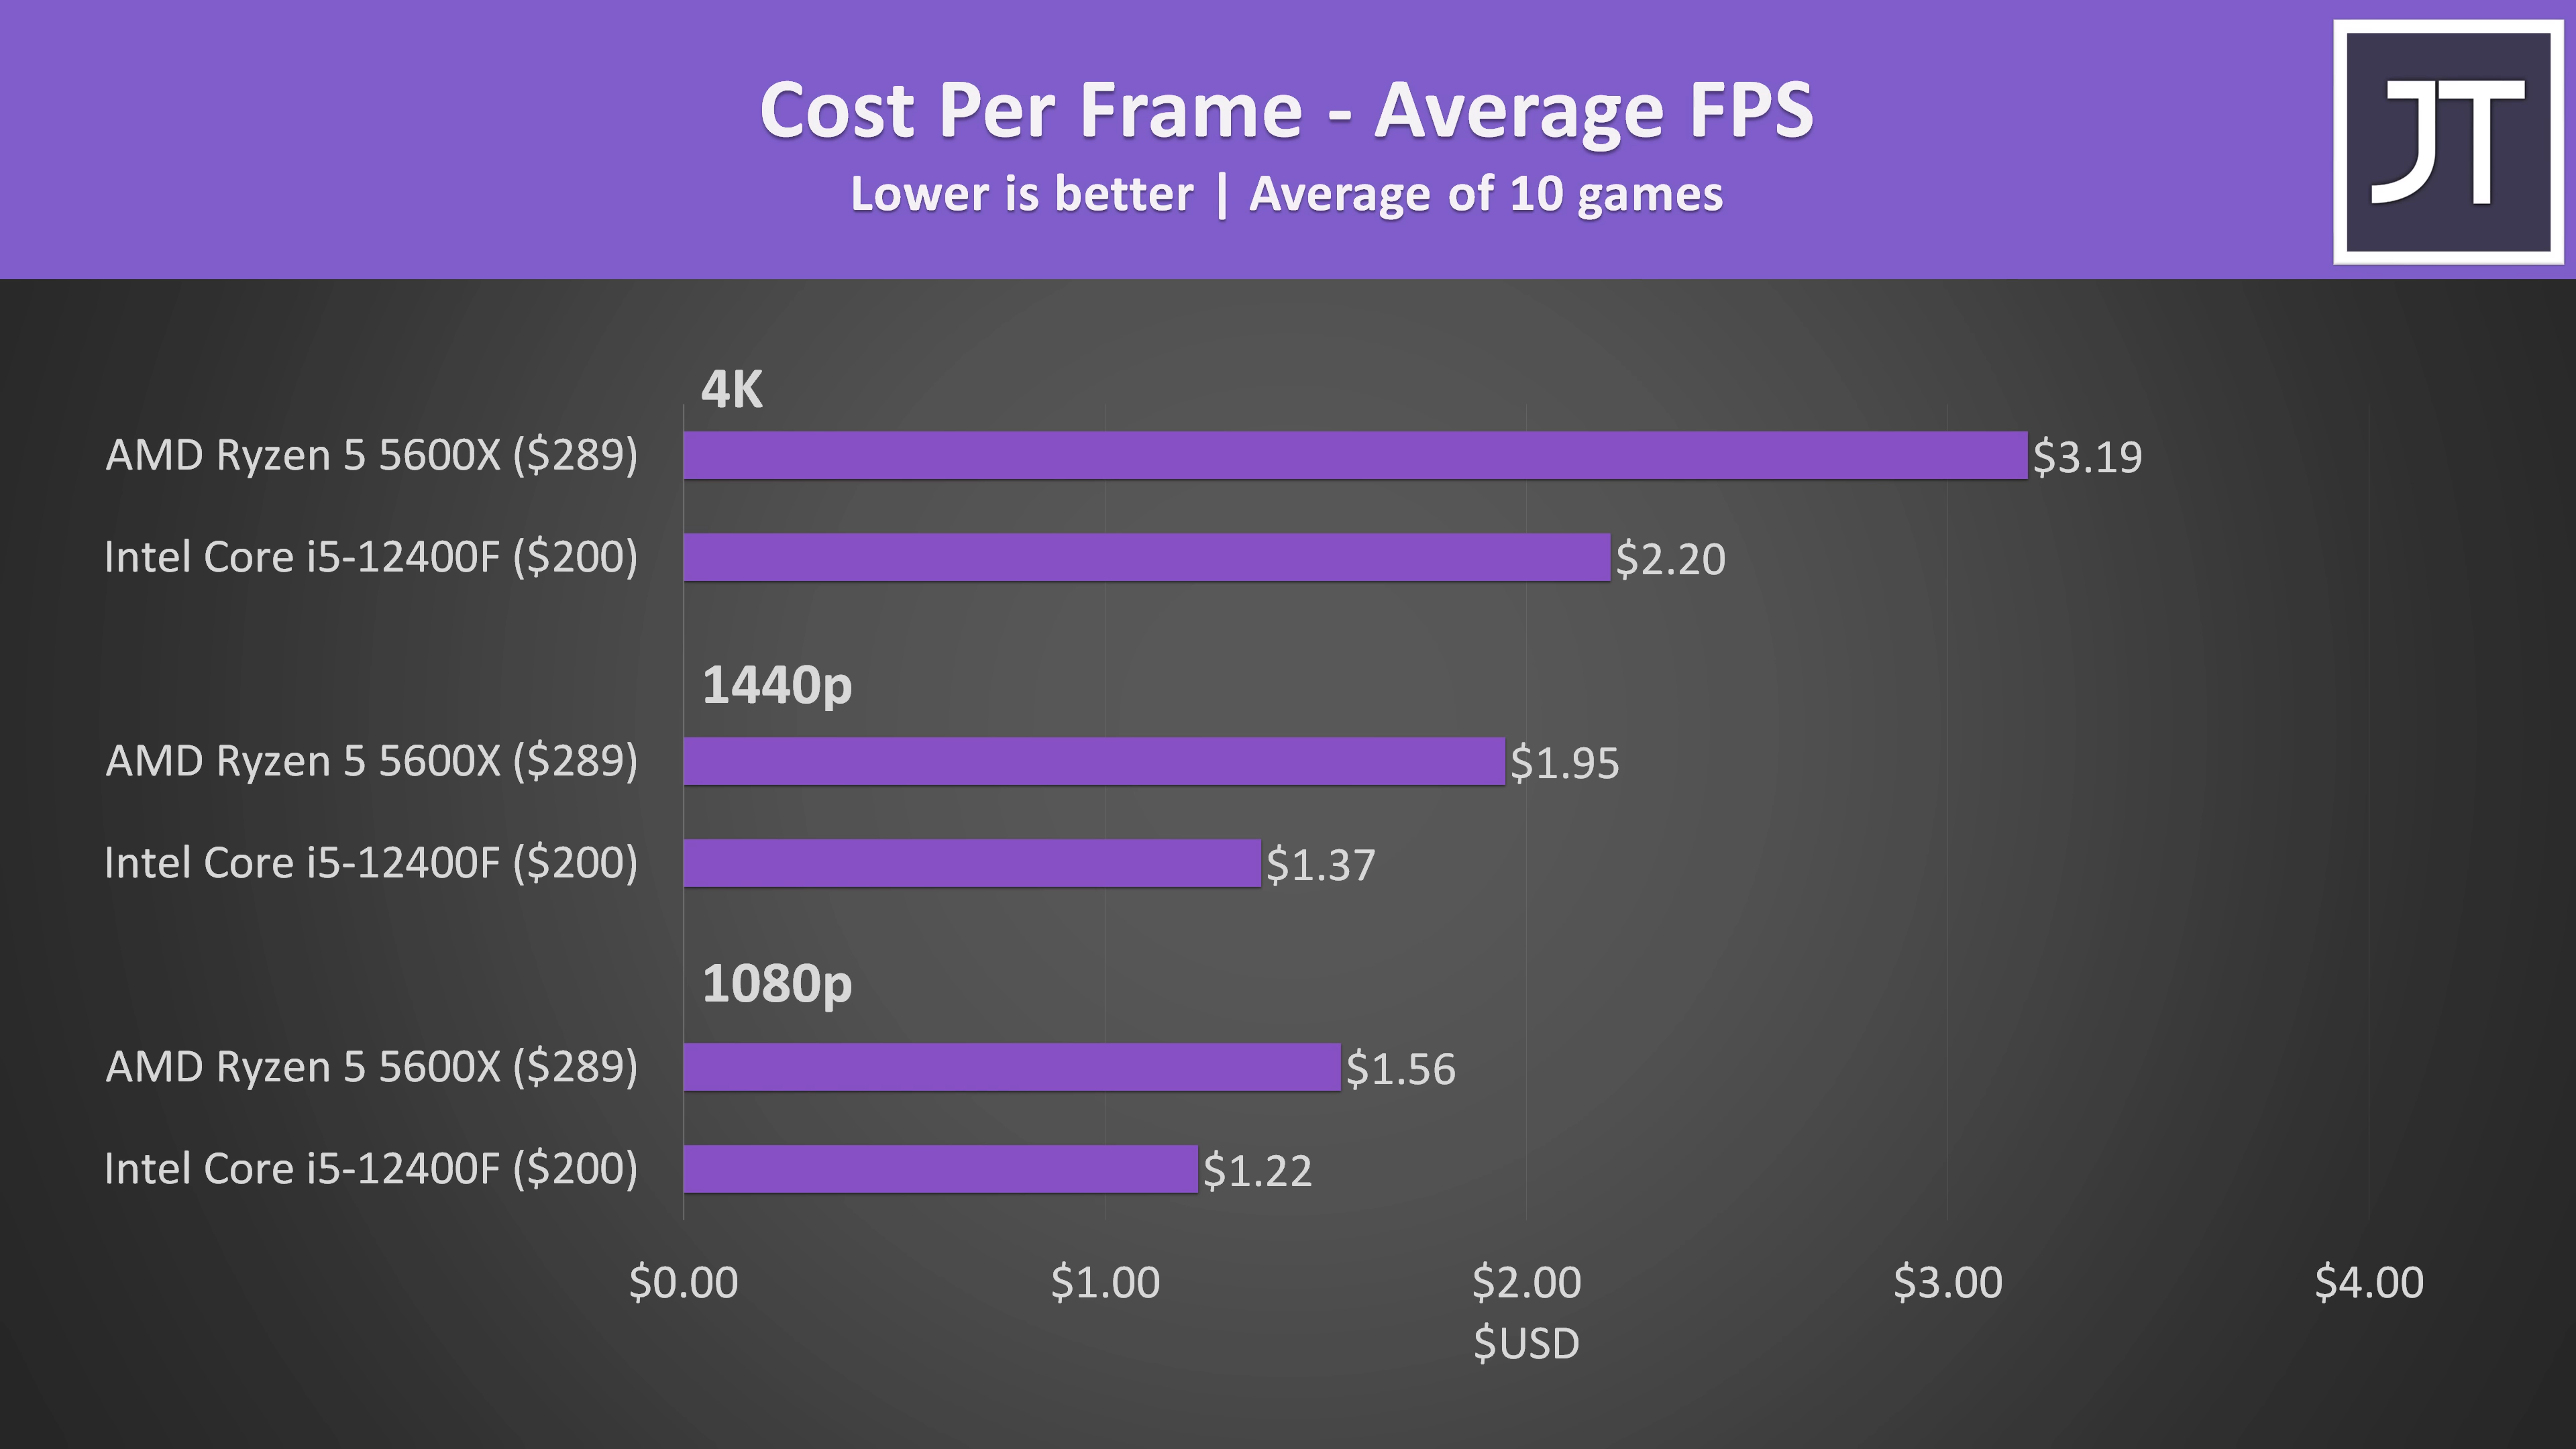 Cost Per Frame - Average FPS
Lower is better | Average of 10 games
JT
4K
AMD Ryzen 5 5600X ($289)
$3.19
Intel Core i5-12400F ($200)
$2.20
1440p
AMD Ryzen 5 5600X ($289)
$1.95
Intel Core i5-12400F ($200)
$1.37
1080p
AMD Ryzen 5 5600X ($289)
$1.56
Intel Core i5-12400F ($200)
$1.22
$0.00 $1.00 $2.00 $3.00 $4.00
$USD